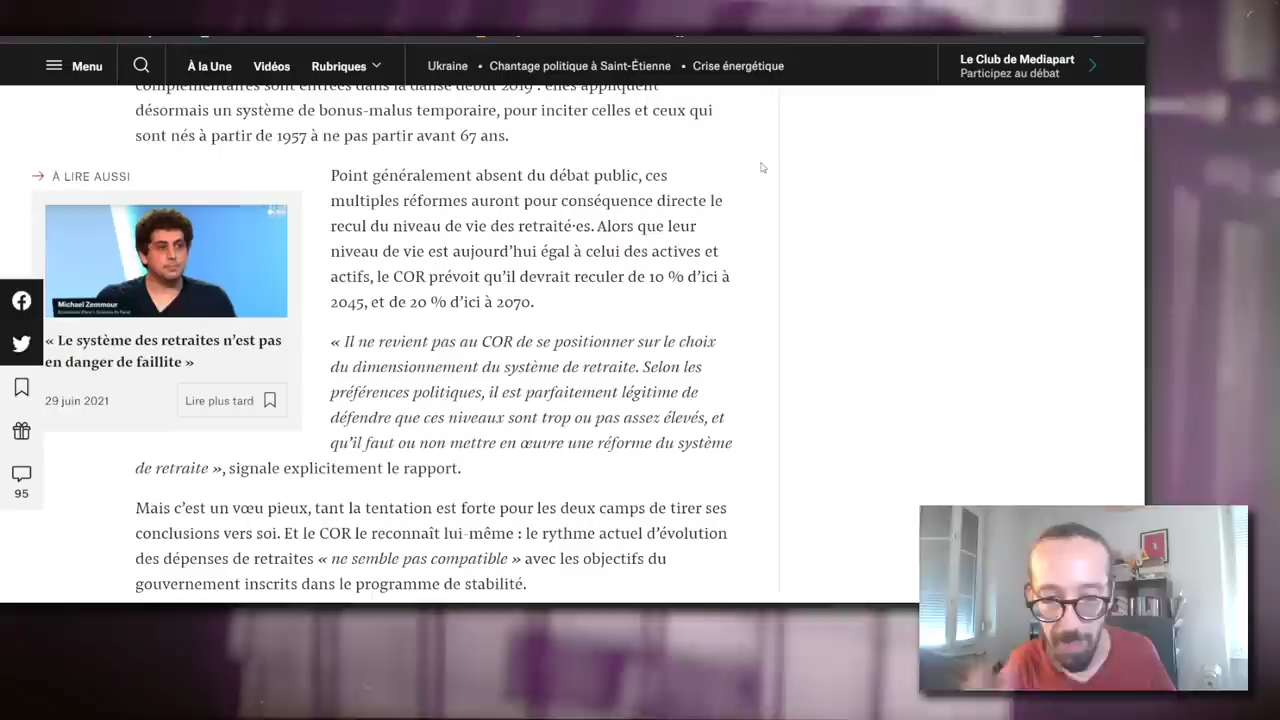 Menu
À la Une
Vidéos
Rubriques
Ukraine • Chantage politique à Saint-Étienne • Crise énergétique
Le Club de Mediapart
Participez au débat
complémentaires sont entrées dans la danse début 2019 : elles appliquent
désormais un système de bonus-malus temporaire, pour inciter celles et ceux qui
sont nés à partir de 1957 à ne pas partir avant 67 ans.
→ À LIRE AUSSI
Michael Zemmour
« Le système des retraites n’est pas
en danger de faillite »
29 juin 2021
Lire plus tard
95
Point généralement absent du débat public, ces
multiples réformes auront pour conséquence directe le
recul du niveau de vie des retraité·es. Alors que leur
niveau de vie est aujourd’hui égal à celui des actives et
actifs, le COR prévoit qu’il devrait reculer de 10 % d’ici à
2045, et de 20 % d’ici à 2070.
« Il ne revient pas au COR de se positionner sur le choix
du dimensionnement du système de retraite. Selon les
préférences politiques, il est parfaitement légitime de
défendre que ces niveaux sont trop ou pas assez élevés, et
qu’il faut ou non mettre en œuvre une réforme du système
de retraite », signale explicitement le rapport.
Mais c’est un vœu pieux, tant la tentation est forte pour les deux camps de tirer ses
conclusions vers soi. Et le COR le reconnaît lui-même : le rythme actuel d’évolution
des dépenses de retraites « ne semble pas compatible » avec les objectifs du
gouvernement inscrits dans le programme de stabilité.